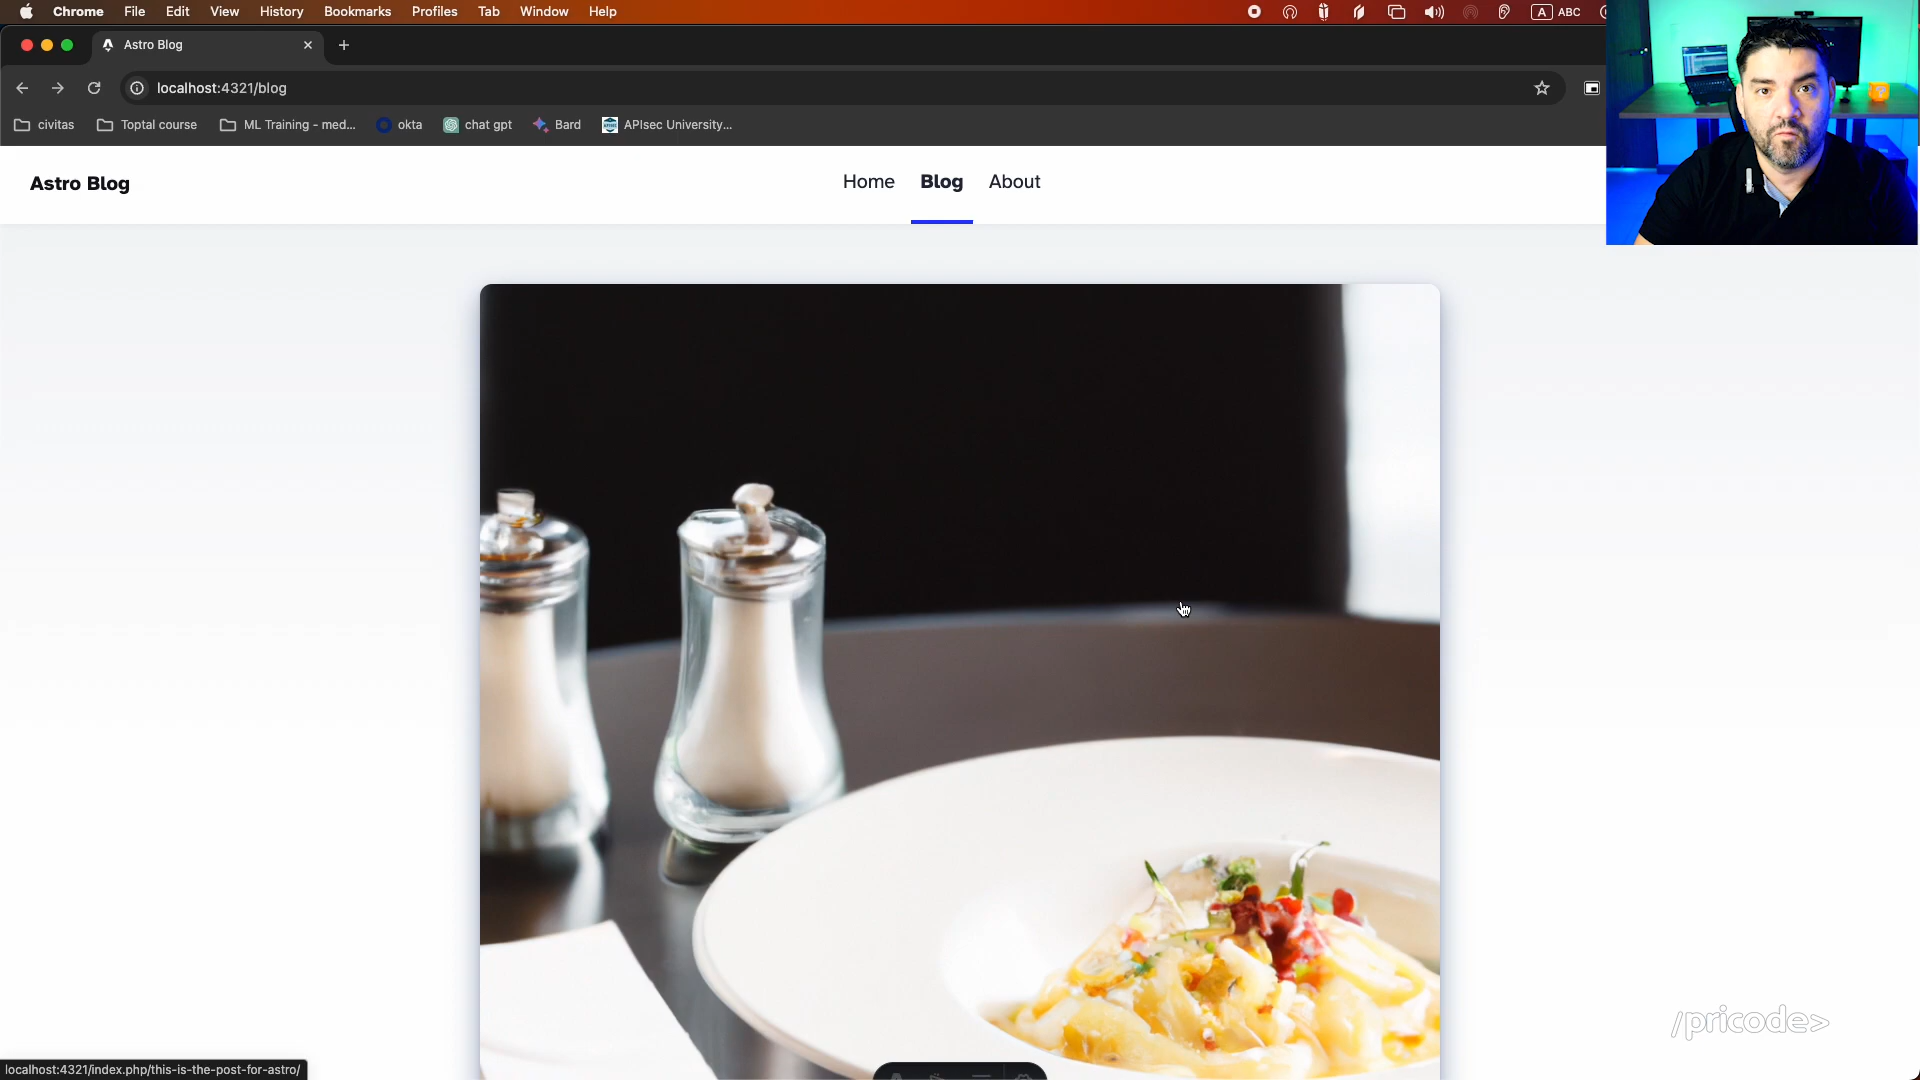 Chrome File Edit View History Bookmarks Profiles Tab Window Help
A ABC
Astro Blog
localhost:4321/blog
civitas
Toptal course
ML Training - med...
okta
chat gpt
Bard
APIsec University...
Astro Blog
Home Blog About
/pricode>
localhost:4321/index.php/this-is-the-post-for-astro/